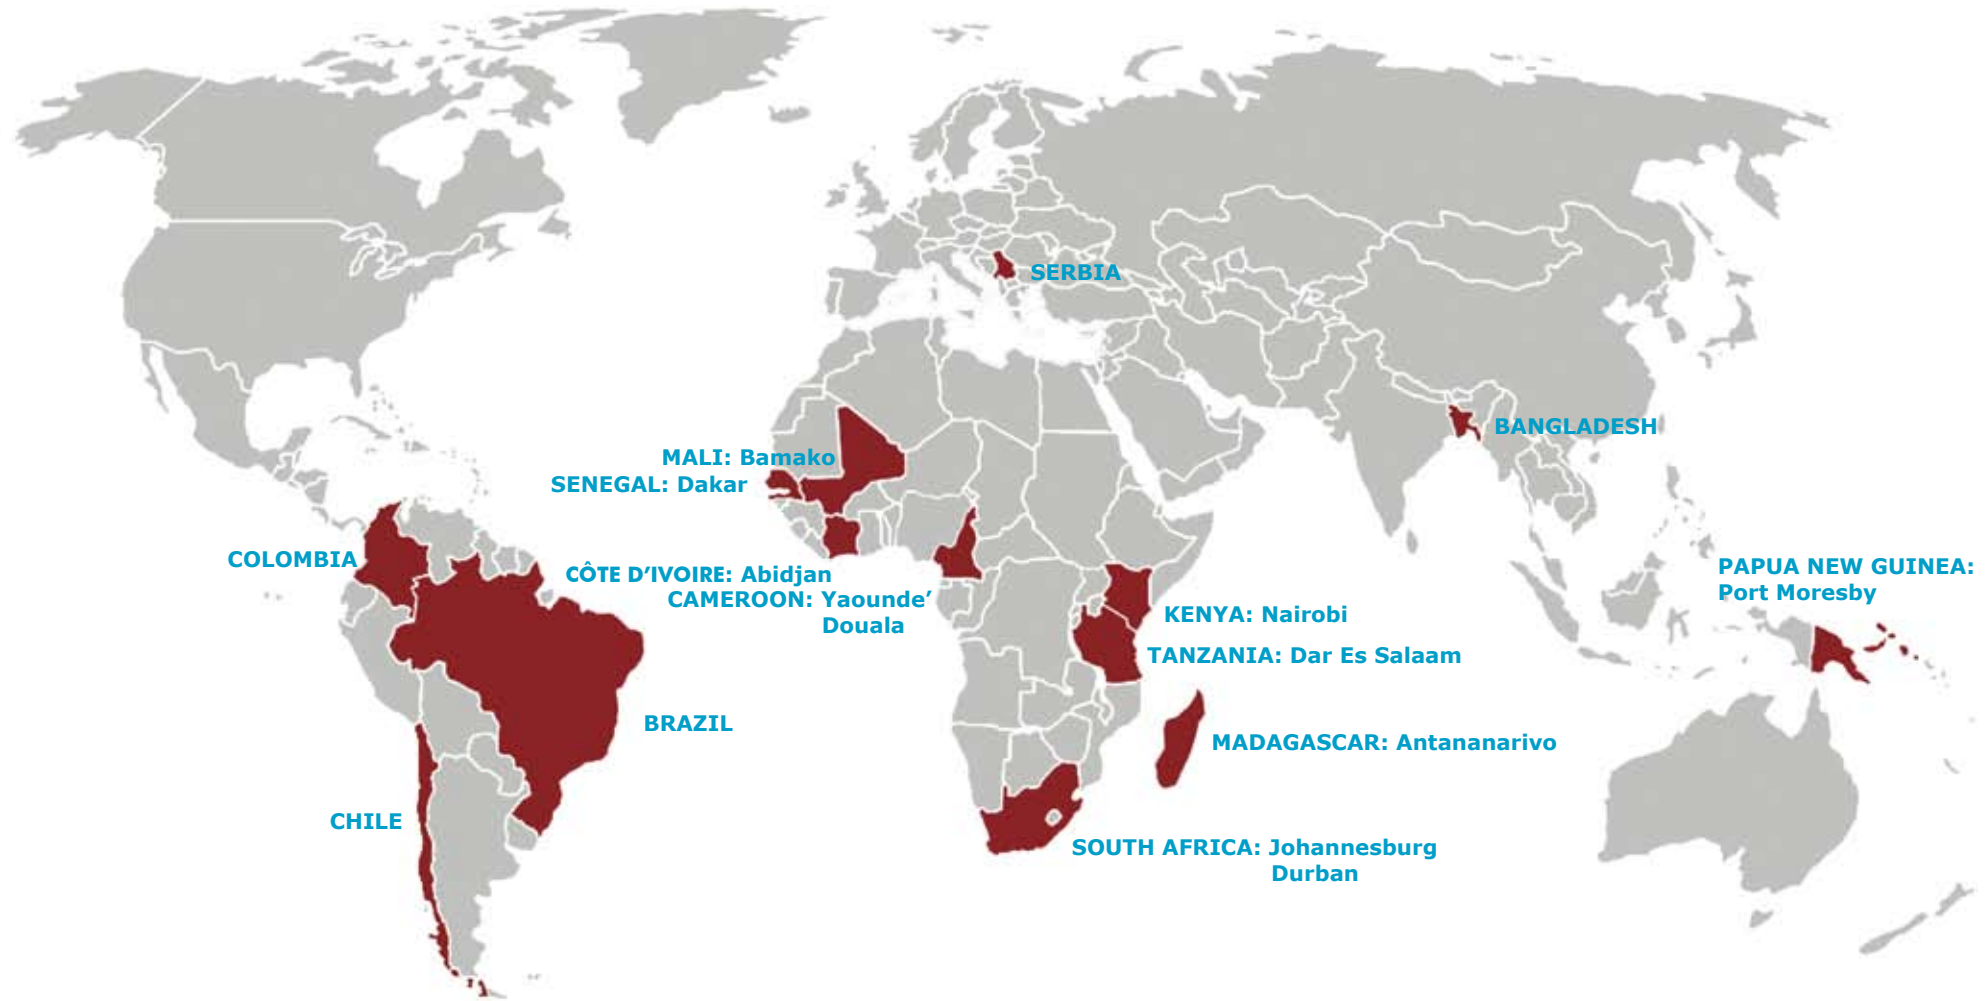 SERBIA
BANGLADESH
MALI: Bamako
SENEGAL: Dakar
COLOMBIA
CÔTE D'IVOIRE: Abidjan
CAMEROON: Yaounde’
Douala
PAPUA NEW GUINEA:
Port Moresby
KENYA: Nairobi
TANZANIA: Dar Es Salaam
BRAZIL
MADAGASCAR: Antananarivo
CHILE
SOUTH AFRICA: Johannesburg
Durban